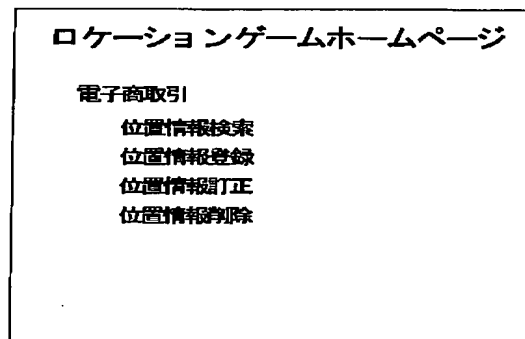 ロケーションゲームホームページ
電子商取引
位置情報検索
位置情報登録
位置情報訂正
位置情報削除